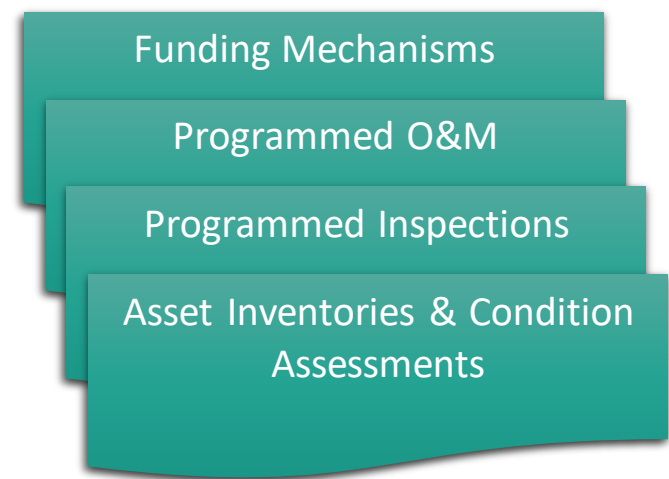 Funding Mechanisms
Programmed O&M
Programmed Inspections
Asset Inventories & Condition
Assessments